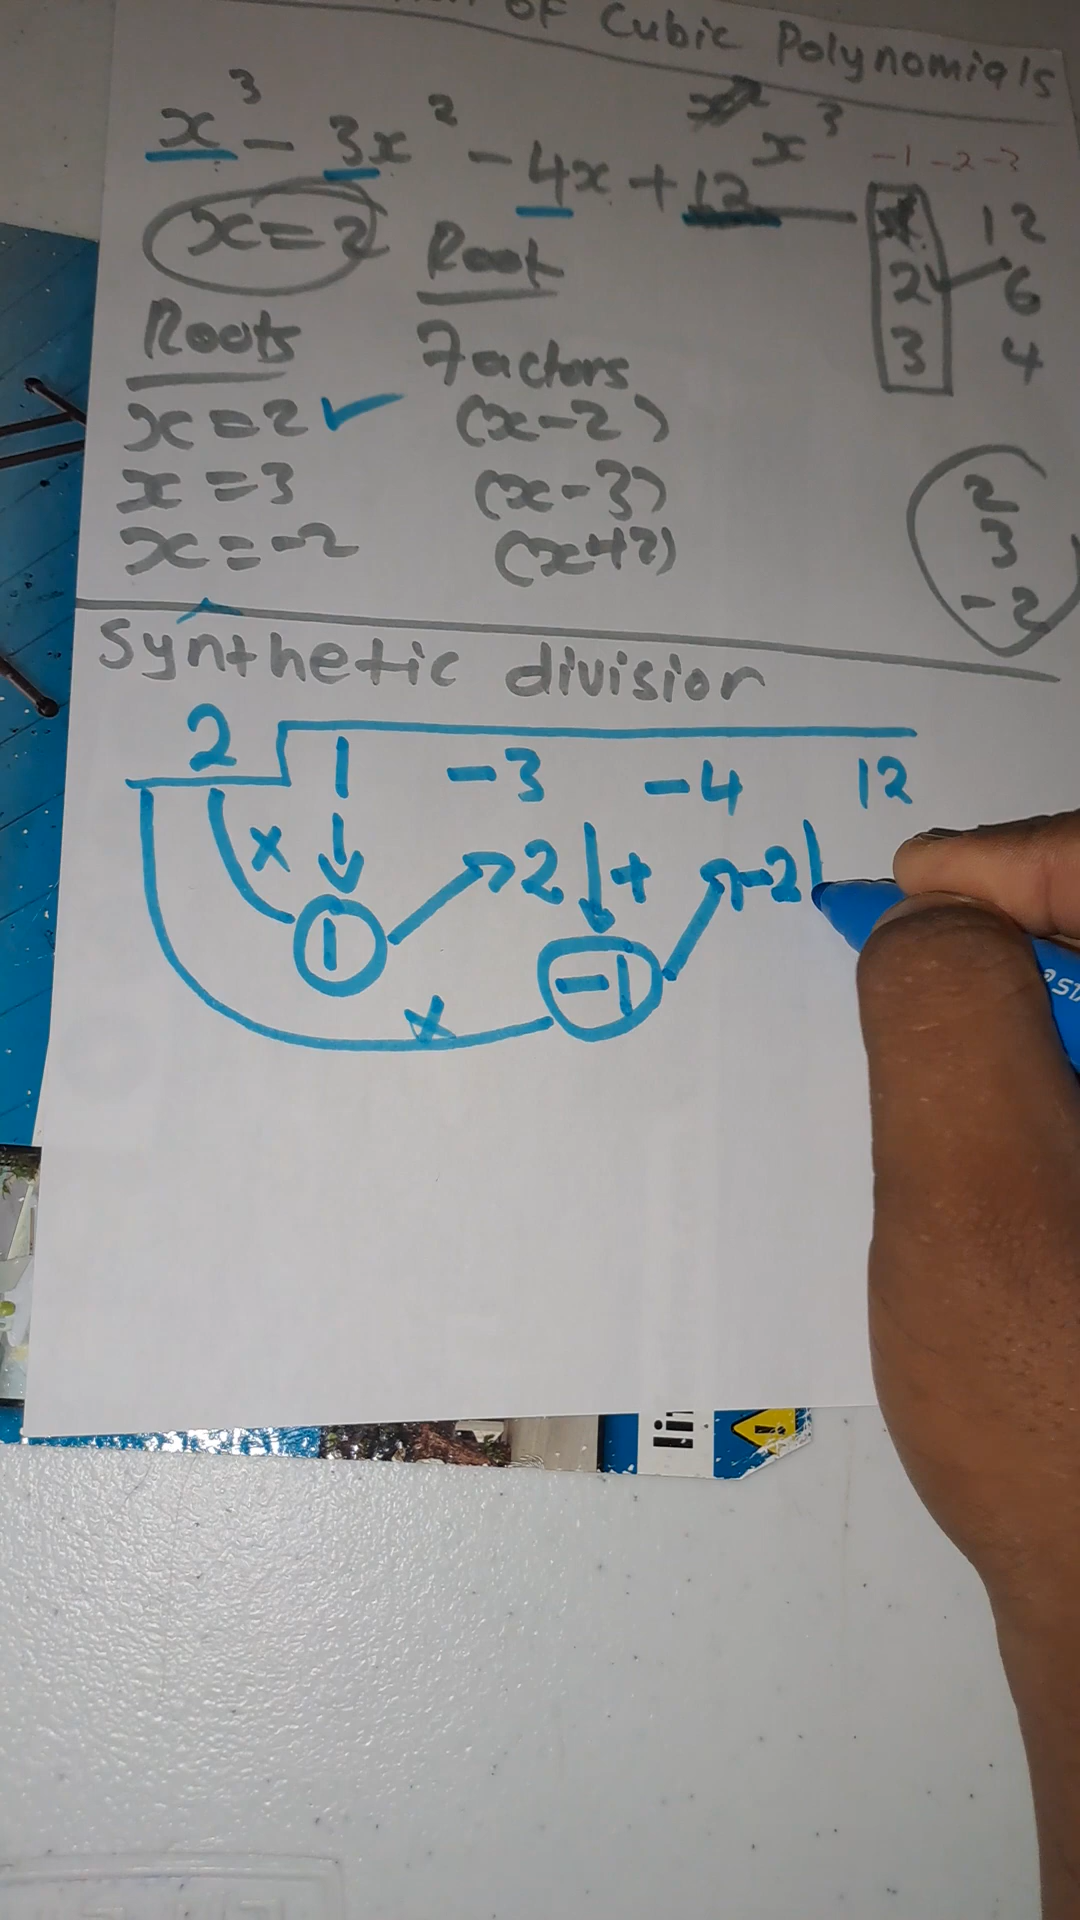 OF Cubic Polynomials
x³ - 3x² - 4x + 12
x³
-1 -2 -3
x = 2
Root
12
2 6
3 4
Roots
Factors
x = 2 ✓ (x-2)
x = 3 (x-3)
x = -2 (x+2)
2
3
-2
Synthetic division
2 1 -3 -4 12
x 2 + -2
1
-1
x